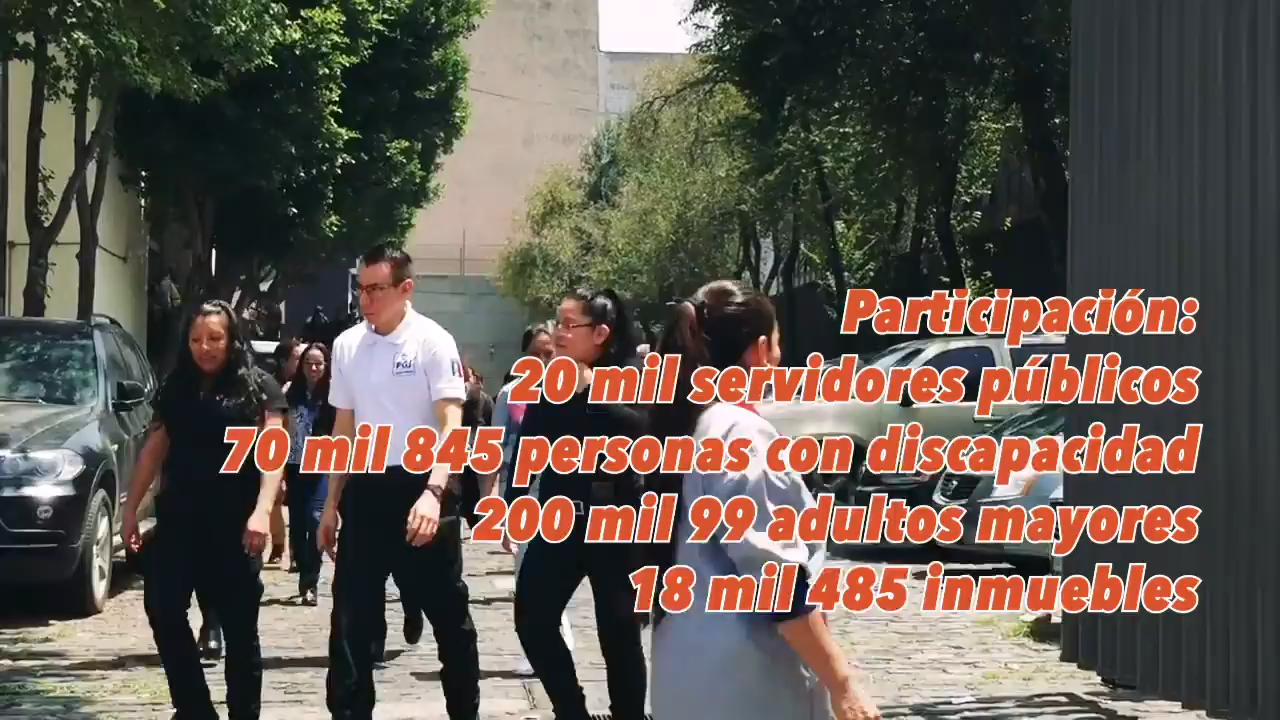 Participación:
20 mil servidores públicos
70 mil 845 personas con discapacidad
200 mil 99 adultos mayores
18 mil 485 inmuebles
PGJ